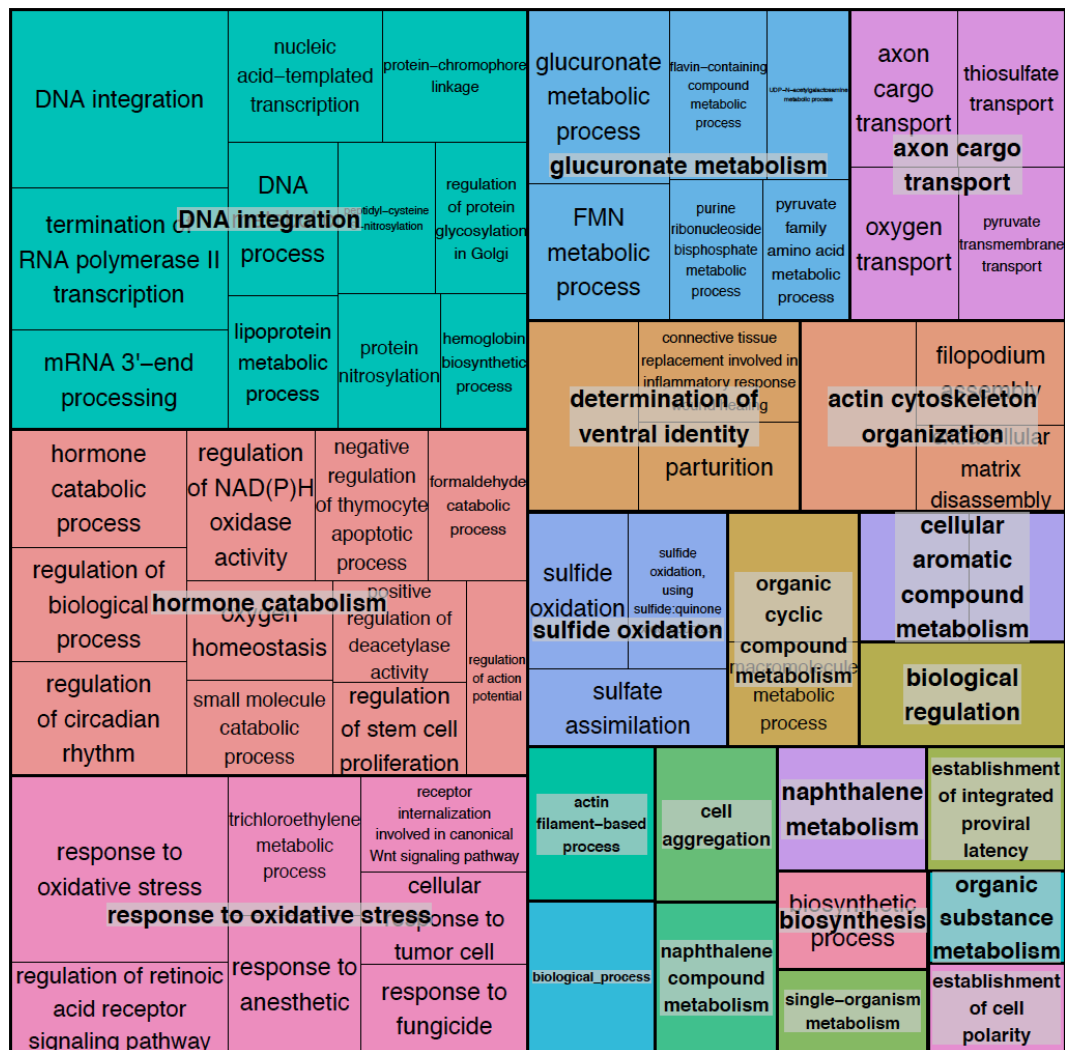 DNA integration
nucleic
acid−templated
transcription
protein−chromophore
linkage
termination of
RNA polymerase II
transcription
DNA
process
peptidyl−cysteine
−nitrosylation
regulation
of protein
glycosylation
in Golgi
DNA integration
mRNA 3'−end
processing
lipoprotein
metabolic
process
protein
nitrosylation
hemoglobin
biosynthetic
process
glucuronate
metabolic
process
flavin−containing
compound
metabolic
process
UDP−N−acetylgalactosamine
metabolic process
glucuronate metabolism
FMN
metabolic
process
purine
ribonucleoside
bisphosphate
metabolic
process
pyruvate
family
amino acid
metabolic
process
axon
cargo
transport
thiosulfate
transport
axon cargo
transport
oxygen
transport
pyruvate
transmembrane
transport
connective tissue
replacement involved in
inflammatory response
wound healing
determination of
ventral identity
parturition
filopodium
assembly
actin cytoskeleton
organization
extracellular
matrix
disassembly
hormone
catabolic
process
regulation
of NAD(P)H
oxidase
activity
negative
regulation
of thymocyte
apoptotic
process
formaldehyde
catabolic
process
regulation of
biological
process
hormone catabolism
oxygen
homeostasis
positive
regulation of
deacetylase
activity
regulation
of action
potential
regulation
of circadian
rhythm
small molecule
catabolic
process
regulation
of stem cell
proliferation
sulfide
oxidation
sulfide
oxidation,
using
sulfide:quinone
sulfide oxidation
sulfate
assimilation
organic
cyclic
compound
metabolism
macromolecule
metabolic
process
cellular
aromatic
compound
metabolism
biological
regulation
response to
oxidative stress
trichloroethylene
metabolic
process
receptor
internalization
involved in canonical
Wnt signaling pathway
cellular
response to
tumor cell
response to oxidative stress
regulation of retinoic
acid receptor
signaling pathway
response to
anesthetic
response to
fungicide
actin
filament−based
process
cell
aggregation
naphthalene
metabolism
establishment
of integrated
proviral
latency
biosynthetic
process
biosynthesis
organic
substance
metabolism
biological_process
naphthalene
compound
metabolism
single−organism
metabolism
establishment
of cell
polarity